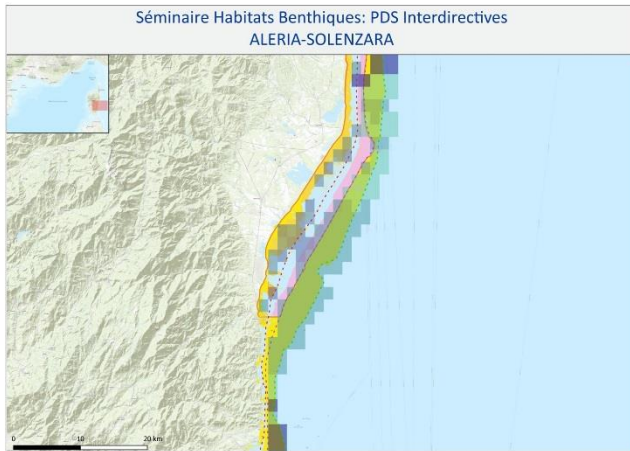 Séminaire Habitats Benthiques: PDS Interdirectives
ALERIA-SOLENZARA
0 10 20 km